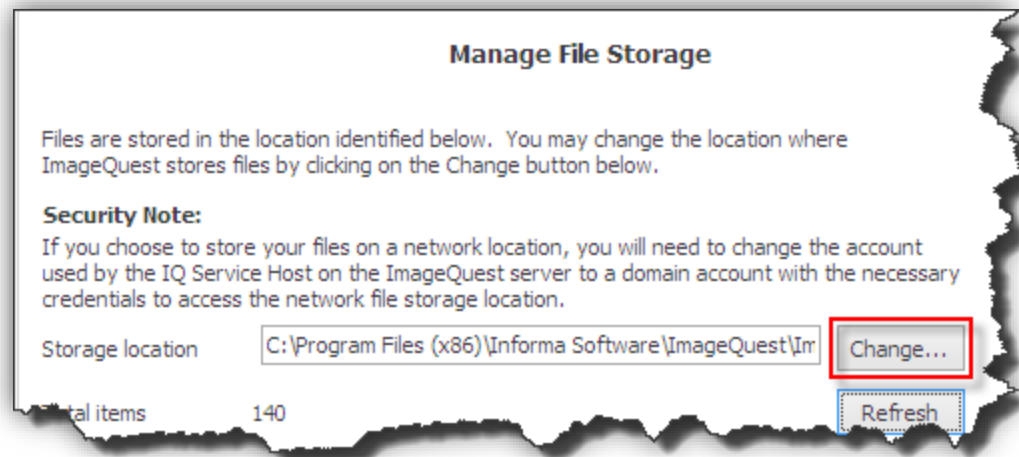 Manage File Storage
Files are stored in the location identified below.  You may change the location where
ImageQuest stores files by clicking on the Change button below.
Security Note:
If you choose to store your files on a network location, you will need to change the account
used by the IQ Service Host on the ImageQuest server to a domain account with the necessary
credentials to access the network file storage location.
Storage location C:\Program Files (x86)\Informa Software\ImageQuest\Im Change...
items 140 Refresh